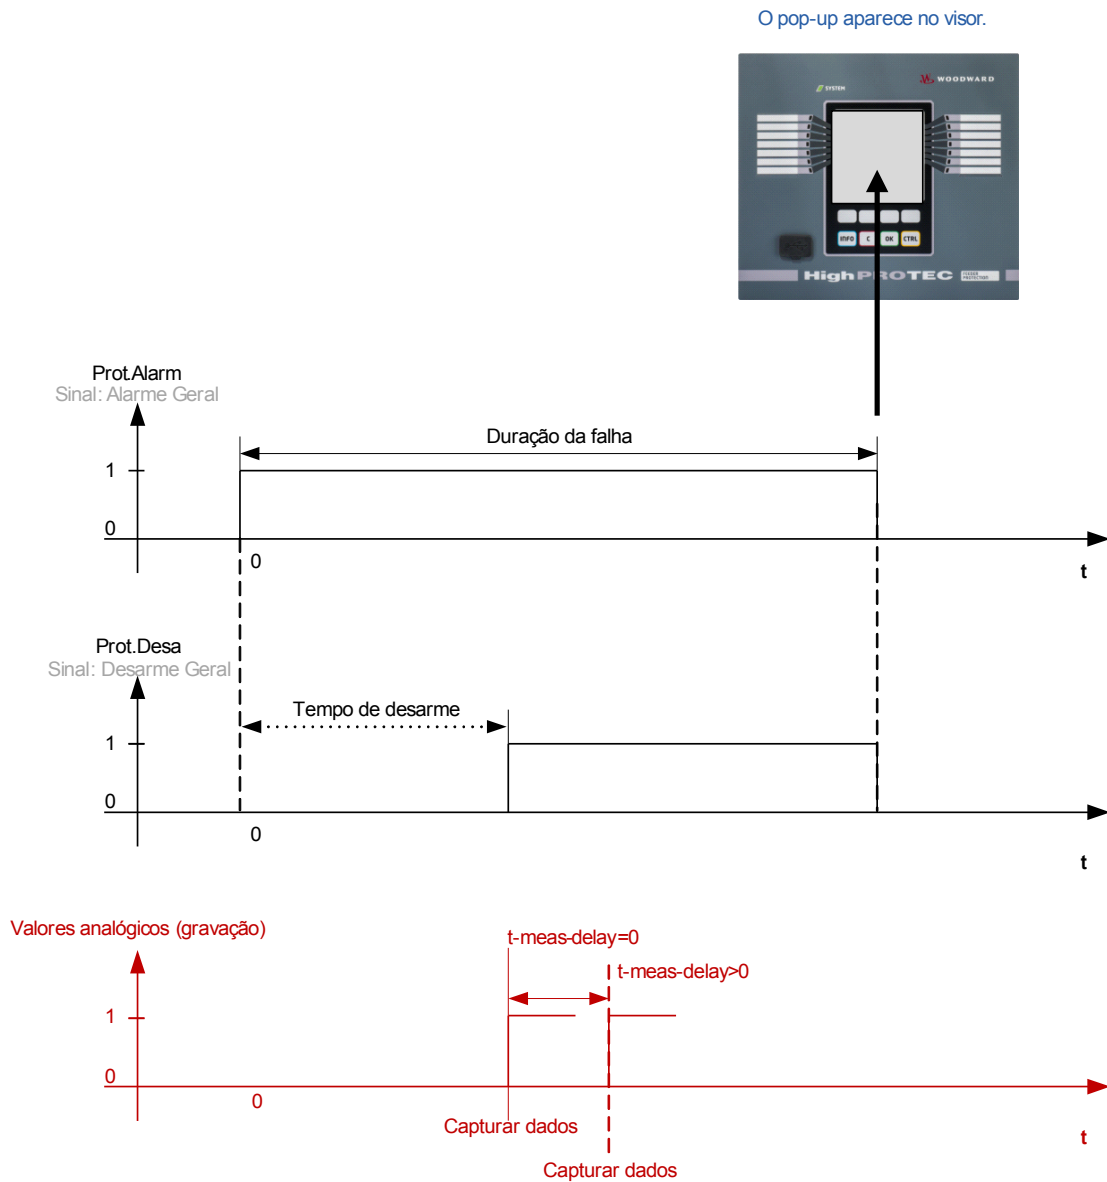 O pop-up aparece no visor.
WOODWARD
SYSTEM
INFO C OK CTRL
HighPROTEC FEEDER PROTECTION
Prot.Alarm
Sinal: Alarme Geral
Duração da falha
1
0
0
t
Prot.Desa
Sinal: Desarme Geral
Tempo de desarme
1
0
0
t
Valores analógicos (gravação)
t-meas-delay=0
t-meas-delay>0
1
0
0
Capturar dados
t
Capturar dados